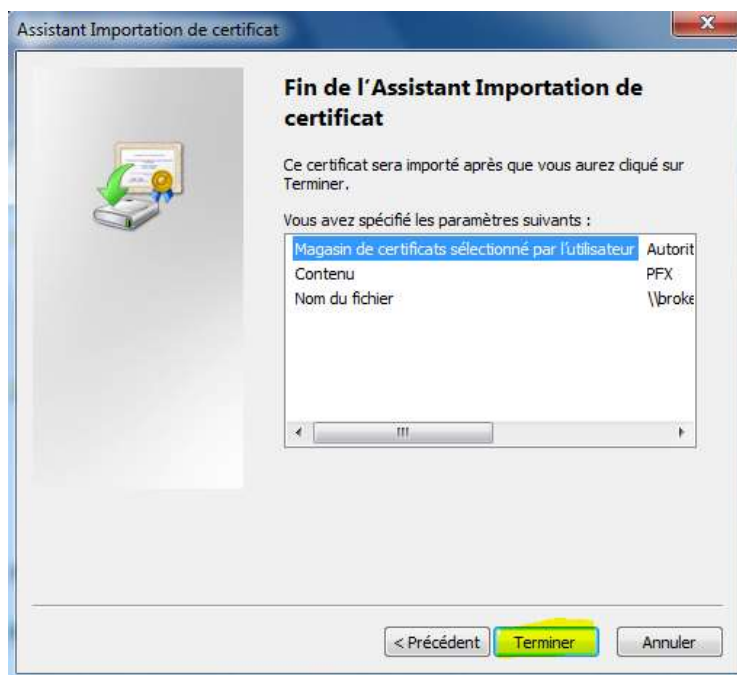 Assistant Importation de certificat
Fin de l'Assistant Importation de
certificat
Ce certificat sera importé après que vous aurez cliqué sur
Terminer.
Vous avez spécifié les paramètres suivants :
Magasin de certificats sélectionné par l'utilisateur Autorit
Contenu PFX
Nom du fichier \\broke
< Précédent Terminer Annuler